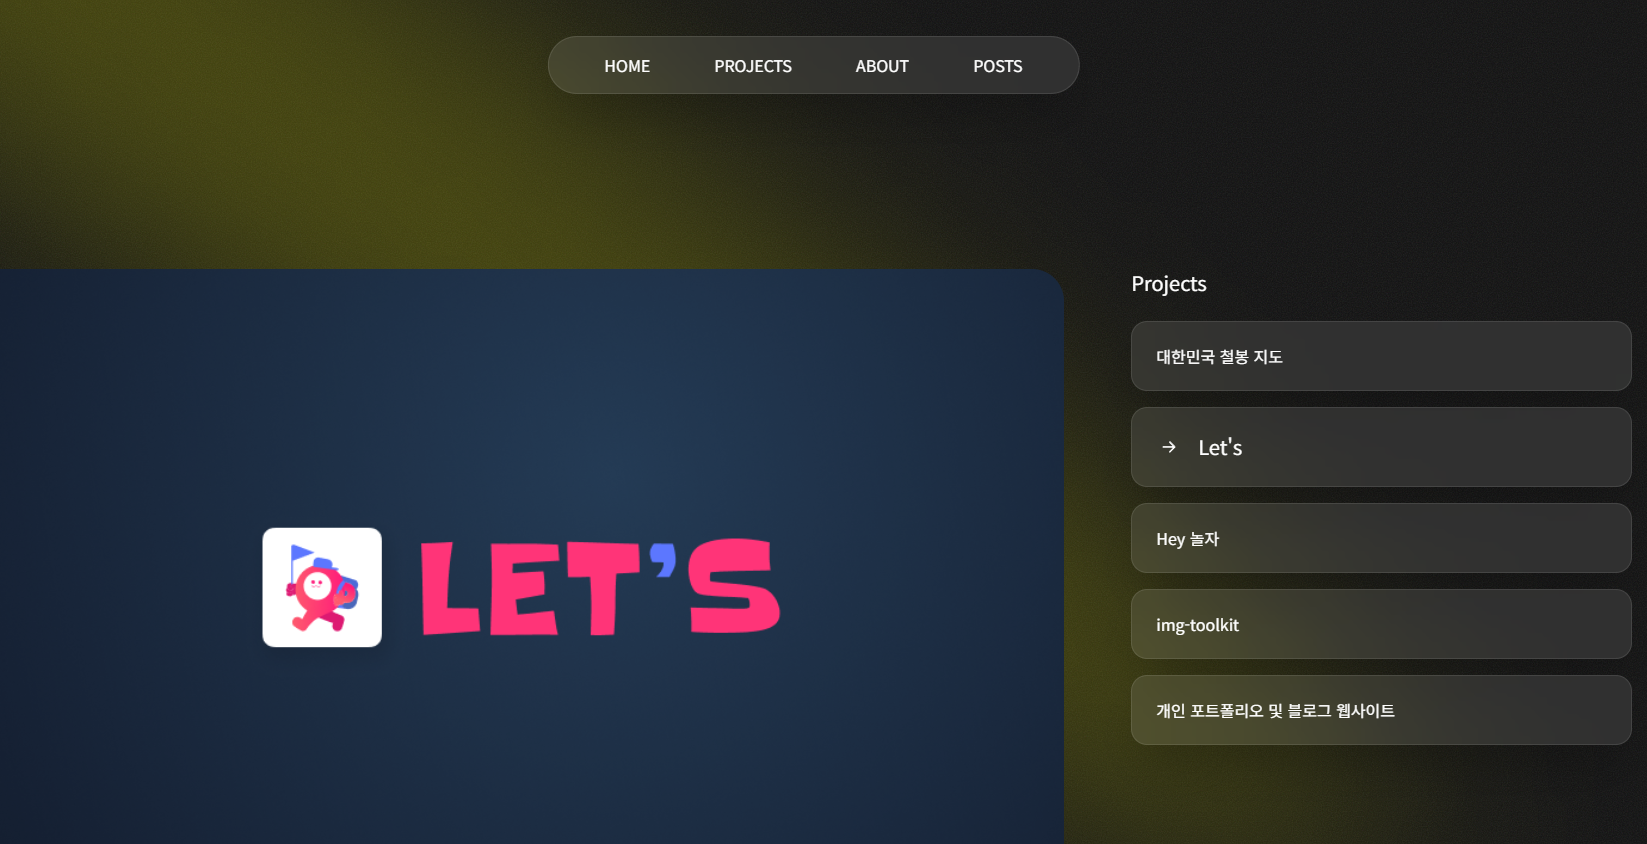 HOME PROJECTS ABOUT POSTS
LET'S
Projects
대한민국 철봉 지도
→ Let's
Hey 놀자
img-toolkit
개인 포트폴리오 및 블로그 웹사이트